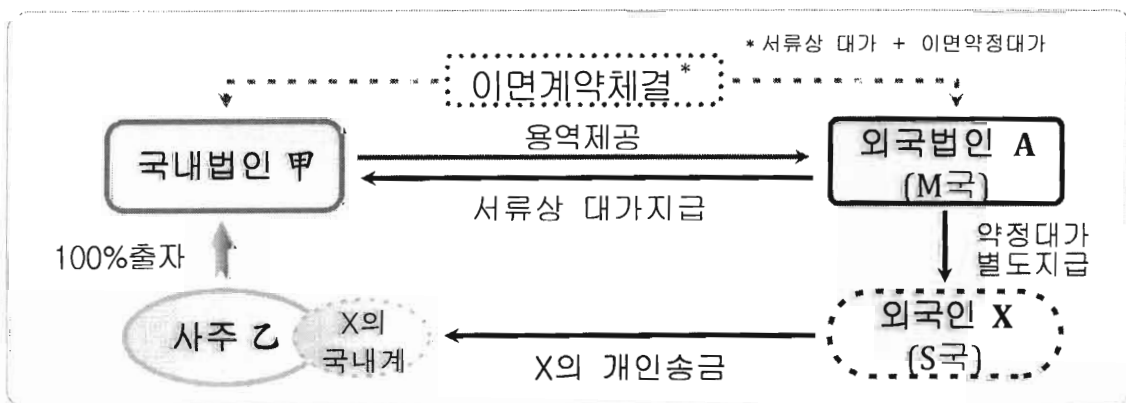 * 서류상 대가 + 이면약정대가
이면계약체결*
국내법인 甲
용역제공
서류상 대가지급
외국법인 A
(M국)
100%출자
약정대가
별도지급
사주 乙
X의
국내계
X의 개인송금
외국인 X
(S국)